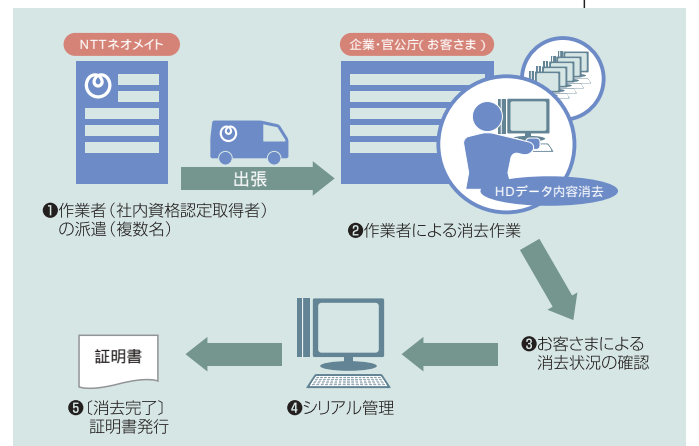 NTTネオメイト
企業・官公庁(お客さま)
出張
HDデータ内容消去
❶作業者(社内資格認定取得者)
の派遣(複数名)
❷作業者による消去作業
❸お客さまによる
消去状況の確認
❹シリアル管理
証明書
❺〔消去完了〕
証明書発行